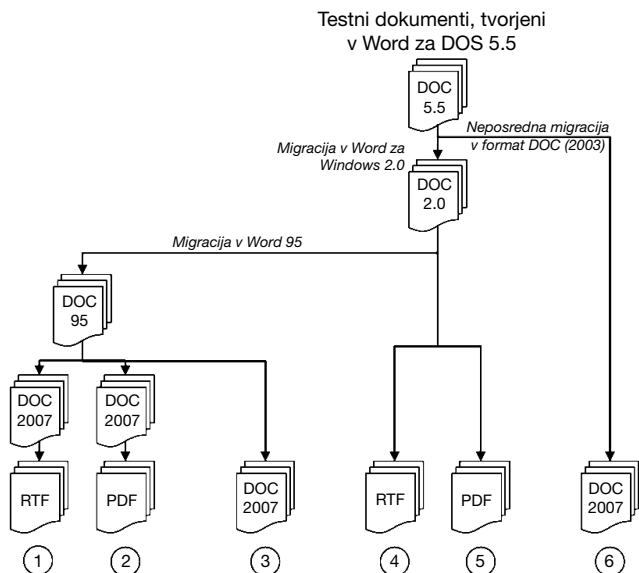 Testni dokumenti, tvorjeni
v Word za DOS 5.5
DOC
5.5
Neposredna migracija
v format DOC (2003)
Migracija v Word za
Windows 2.0
DOC
2.0
Migracija v Word 95
DOC
95
DOC
2007
DOC
2007
RTF
PDF
DOC
2007
RTF
PDF
DOC
2007
1
2
3
4
5
6